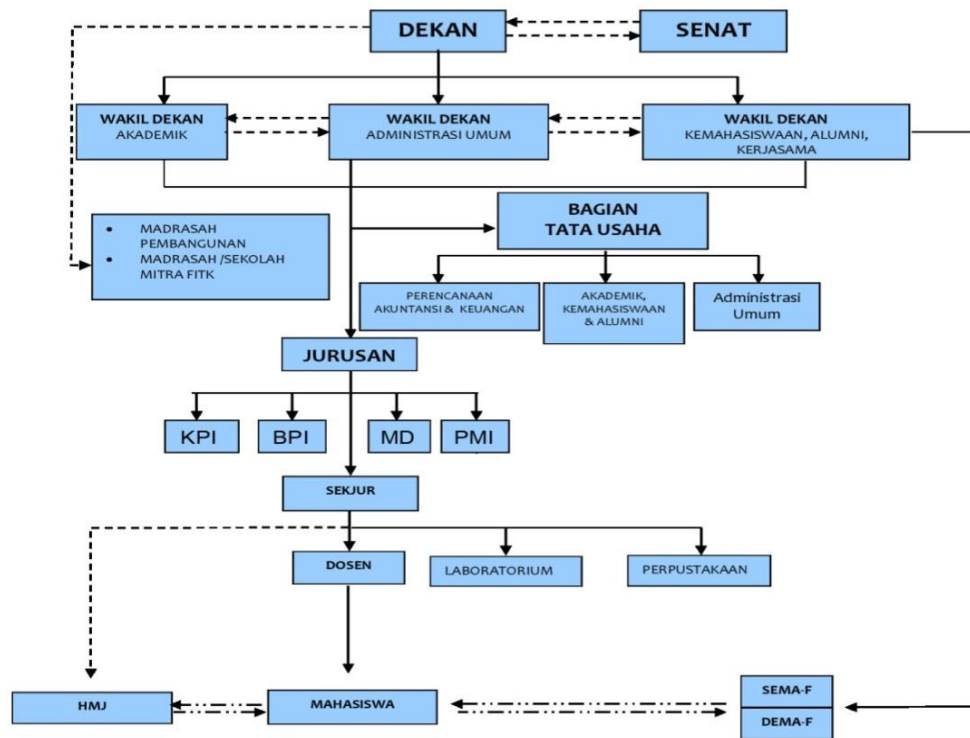 DEKAN
SENAT
WAKIL DEKAN
AKADEMIK
WAKIL DEKAN
ADMINISTRASI UMUM
WAKIL DEKAN
KEMAHASISWAAN, ALUMNI,
KERJASAMA
• MADRASAH
PEMBANGUNAN
• MADRASAH /SEKOLAH
MITRA FITK
BAGIAN
TATA USAHA
PERENCANAAN
AKUNTANSI & KEUANGAN
AKADEMIK,
KEMAHASISWAAN
& ALUMNI
Administrasi
Umum
JURUSAN
KPI
BPI
MD
PMI
SEKJUR
DOSEN
LABORATORIUM
PERPUSTAKAAN
HMJ
MAHASISWA
SEMA-F
DEMA-F